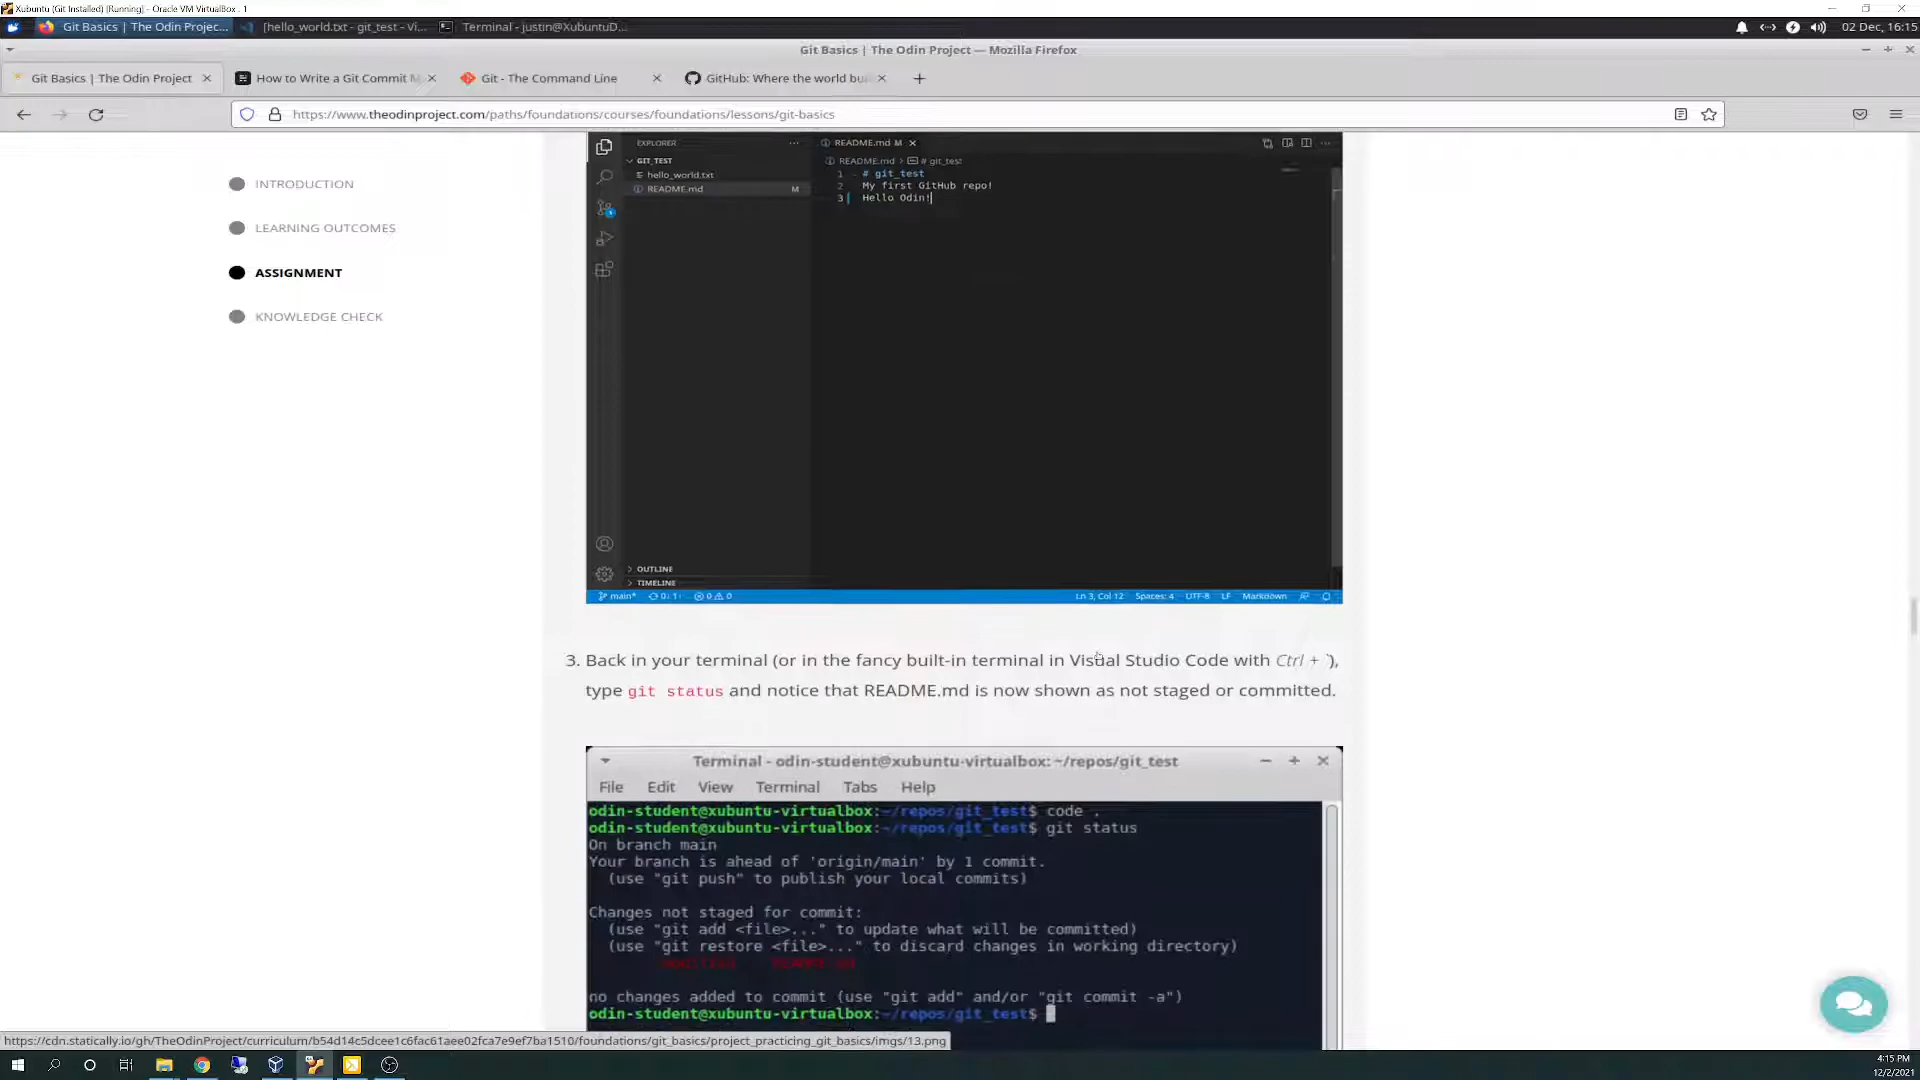 Xubuntu (Git Installed) [Running] - Oracle VM VirtualBox : 1
Git Basics | The Odin Projec...
[hello_world.txt - git_test - Vi...
Terminal - justin@XubuntuD...
02 Dec, 16:15
Git Basics | The Odin Project — Mozilla Firefox
Git Basics | The Odin Project
How to Write a Git Commit M
Git - The Command Line
GitHub: Where the world bu
https://www.theodinproject.com/paths/foundations/courses/foundations/lessons/git-basics
INTRODUCTION
LEARNING OUTCOMES
ASSIGNMENT
KNOWLEDGE CHECK
EXPLORER
GIT_TEST
hello_world.txt
README.md M
README.md M
README.md > # git_test
1 # git_test
2 My first GitHub repo!
3 Hello Odin!
OUTLINE
TIMELINE
main* 0↓ 1↑ 0 0
Ln 3, Col 12 Spaces: 4 UTF-8 LF Markdown
3. Back in your terminal (or in the fancy built-in terminal in Visual Studio Code with Ctrl + `),
type git status and notice that README.md is now shown as not staged or committed.
Terminal - odin-student@xubuntu-virtualbox: ~/repos/git_test
File Edit View Terminal Tabs Help
odin-student@xubuntu-virtualbox:~/repos/git_test$ code .
odin-student@xubuntu-virtualbox:~/repos/git_test$ git status
On branch main
Your branch is ahead of 'origin/main' by 1 commit.
(use "git push" to publish your local commits)
Changes not staged for commit:
(use "git add <file>..." to update what will be committed)
(use "git restore <file>..." to discard changes in working directory)
README.md
no changes added to commit (use "git add" and/or "git commit -a")
odin-student@xubuntu-virtualbox:~/repos/git_test$
https://cdn.statically.io/gh/TheOdinProject/curriculum/b54d14c5dcee1c6fac61aee02fca7e9ef7ba1510/foundations/git_basics/project_practicing_git_basics/imgs/13.png
4:15 PM
12/2/2021